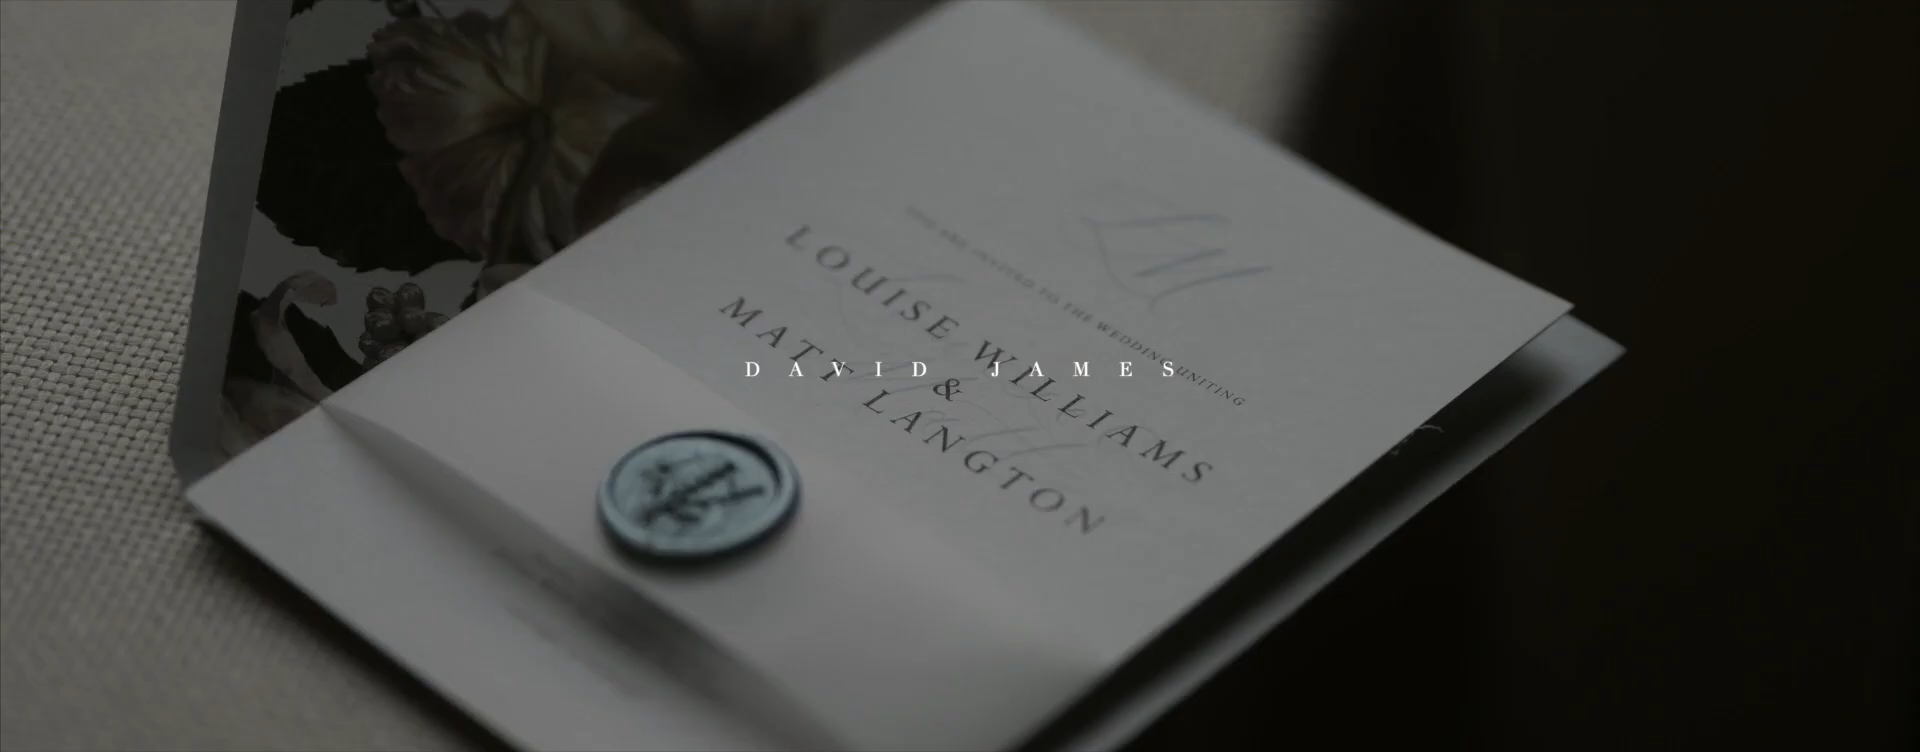 YOU ARE INVITED TO THE WEDDING UNITING
LOUISE WILLIAMS
&
MATT LANGTON
DAVID JAMES